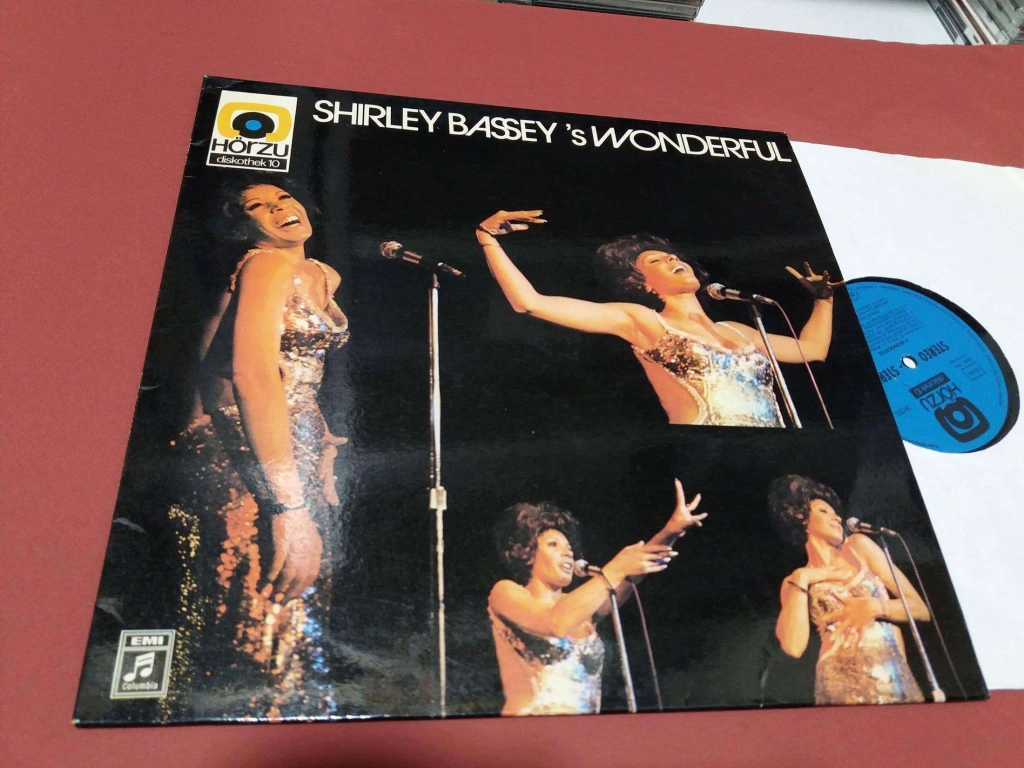 SHIRLEY BASSEY 's WONDERFUL
HÖRZU
diskothek 10
EMI
Columbia
STEREO
HÖRZU